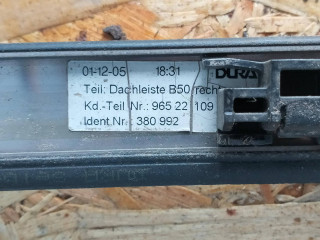 01-12-05 18:31 DURA
Teil: Dachleiste B50 rechts
Kd.-Teil Nr.: 965 22 109
Ident.Nr.: 380 992